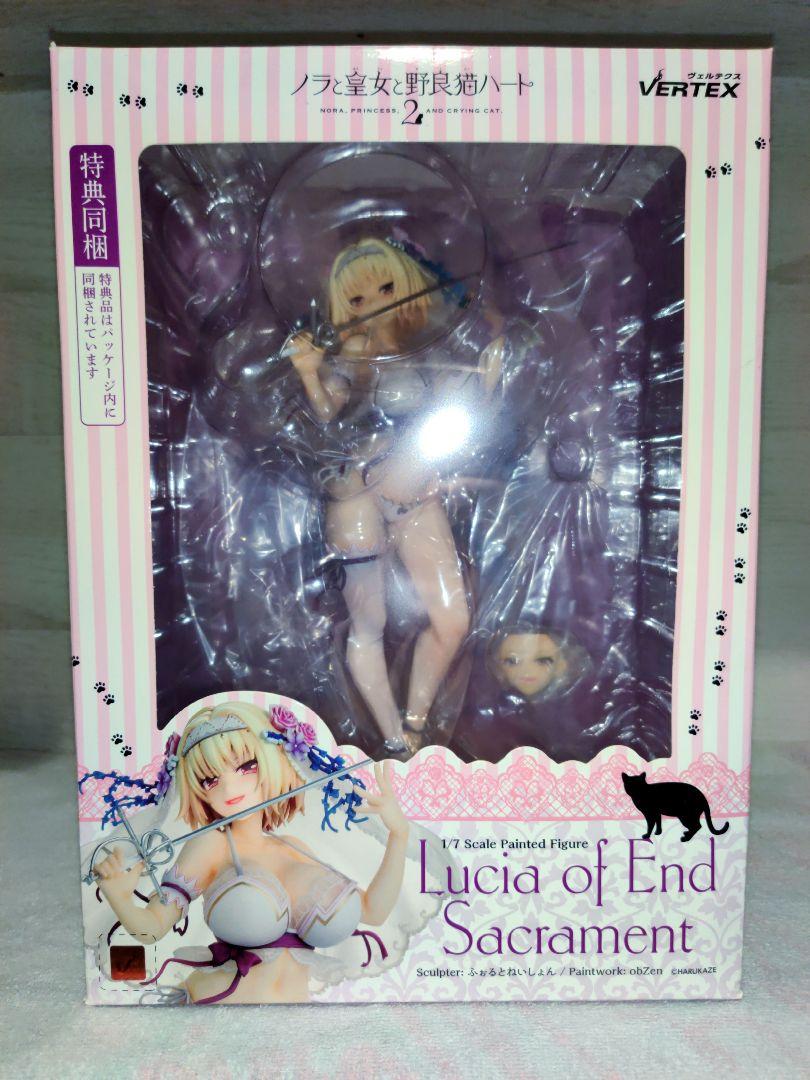 ノラと皇女と野良猫ハート
NORA, PRINCESS, AND CRYING CAT.
2
ヴェルテクス
VERTEX
特典同梱
特典品はパッケージ内に
同梱されています
1/7 Scale Painted Figure
Lucia of End
Sacrament
Sculpter: ふぉるとねいしょん / Paintwork: obZen ©HARUKAZE